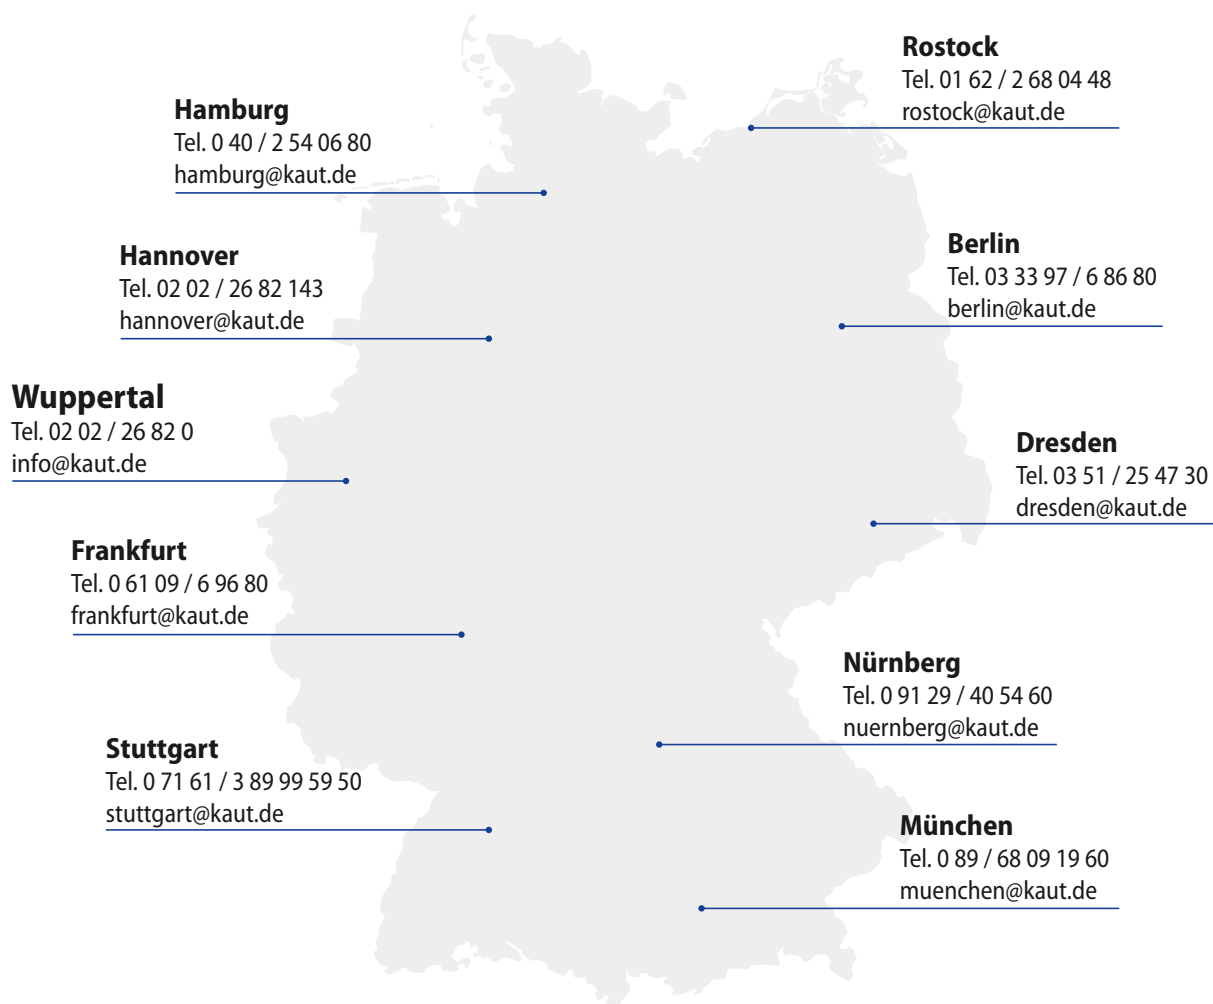 Rostock
Tel. 01 62 / 2 68 04 48
rostock@kaut.de
Hamburg
Tel. 0 40 / 2 54 06 80
hamburg@kaut.de
Berlin
Tel. 03 33 97 / 6 86 80
berlin@kaut.de
Hannover
Tel. 02 02 / 26 82 143
hannover@kaut.de
Wuppertal
Tel. 02 02 / 26 82 0
info@kaut.de
Dresden
Tel. 03 51 / 25 47 30
dresden@kaut.de
Frankfurt
Tel. 0 61 09 / 6 96 80
frankfurt@kaut.de
Nürnberg
Tel. 0 91 29 / 40 54 60
nuernberg@kaut.de
Stuttgart
Tel. 0 71 61 / 3 89 99 59 50
stuttgart@kaut.de
München
Tel. 0 89 / 68 09 19 60
muenchen@kaut.de